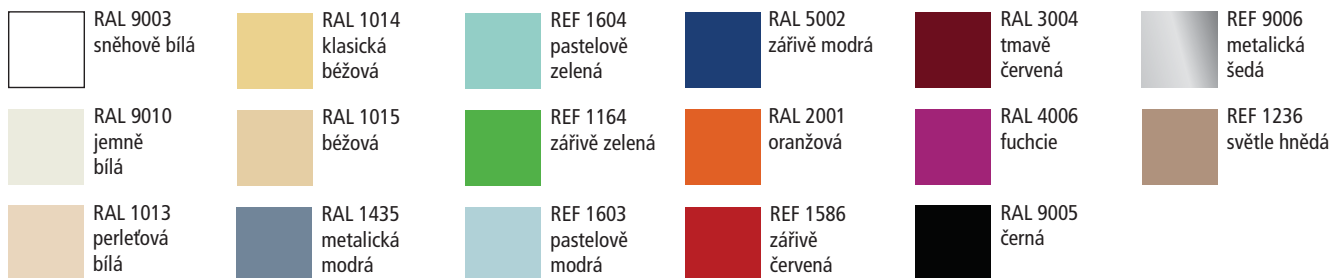 RAL 9003
sněhově bílá
RAL 1014
klasická
béžová
REF 1604
pastelově
zelená
RAL 5002
zářivě modrá
RAL 3004
tmavě
červená
REF 9006
metalická
šedá
RAL 9010
jemně
bílá
RAL 1015
béžová
REF 1164
zářivě zelená
RAL 2001
oranžová
RAL 4006
fuchcie
REF 1236
světle hnědá
RAL 1013
perleťová
bílá
RAL 1435
metalická
modrá
REF 1603
pastelově
modrá
REF 1586
zářivě
červená
RAL 9005
černá